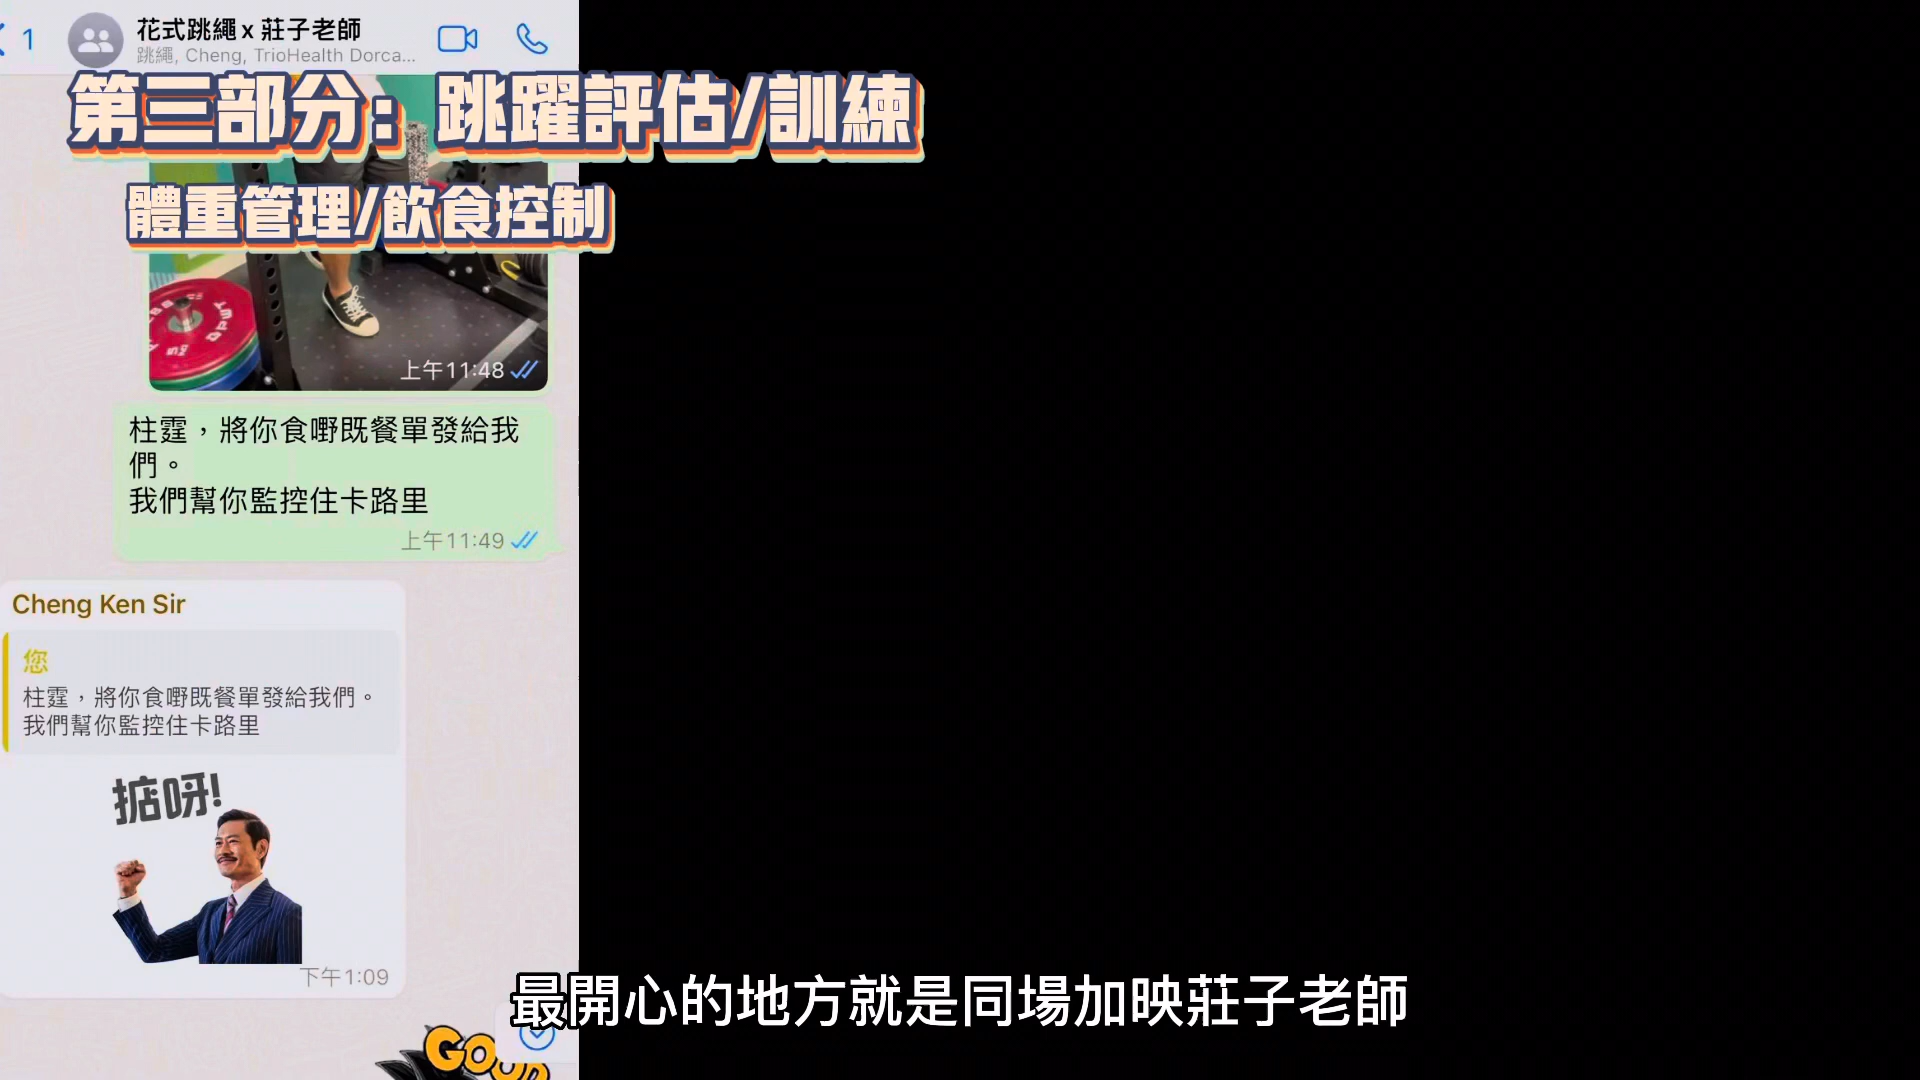 1
花式跳繩 x 莊子老師
跳繩, Cheng, TrioHealth Dorca...
第三部分：跳躍評估/訓練
體重管理/飲食控制
上午11:48
柱霆，將你食嘢既餐單發給我
們。
我們幫你監控住卡路里
上午11:49
Cheng Ken Sir
您
柱霆，將你食嘢既餐單發給我們。
我們幫你監控住卡路里
掂呀!
下午1:09
最開心的地方就是同場加映莊子老師
GOOD